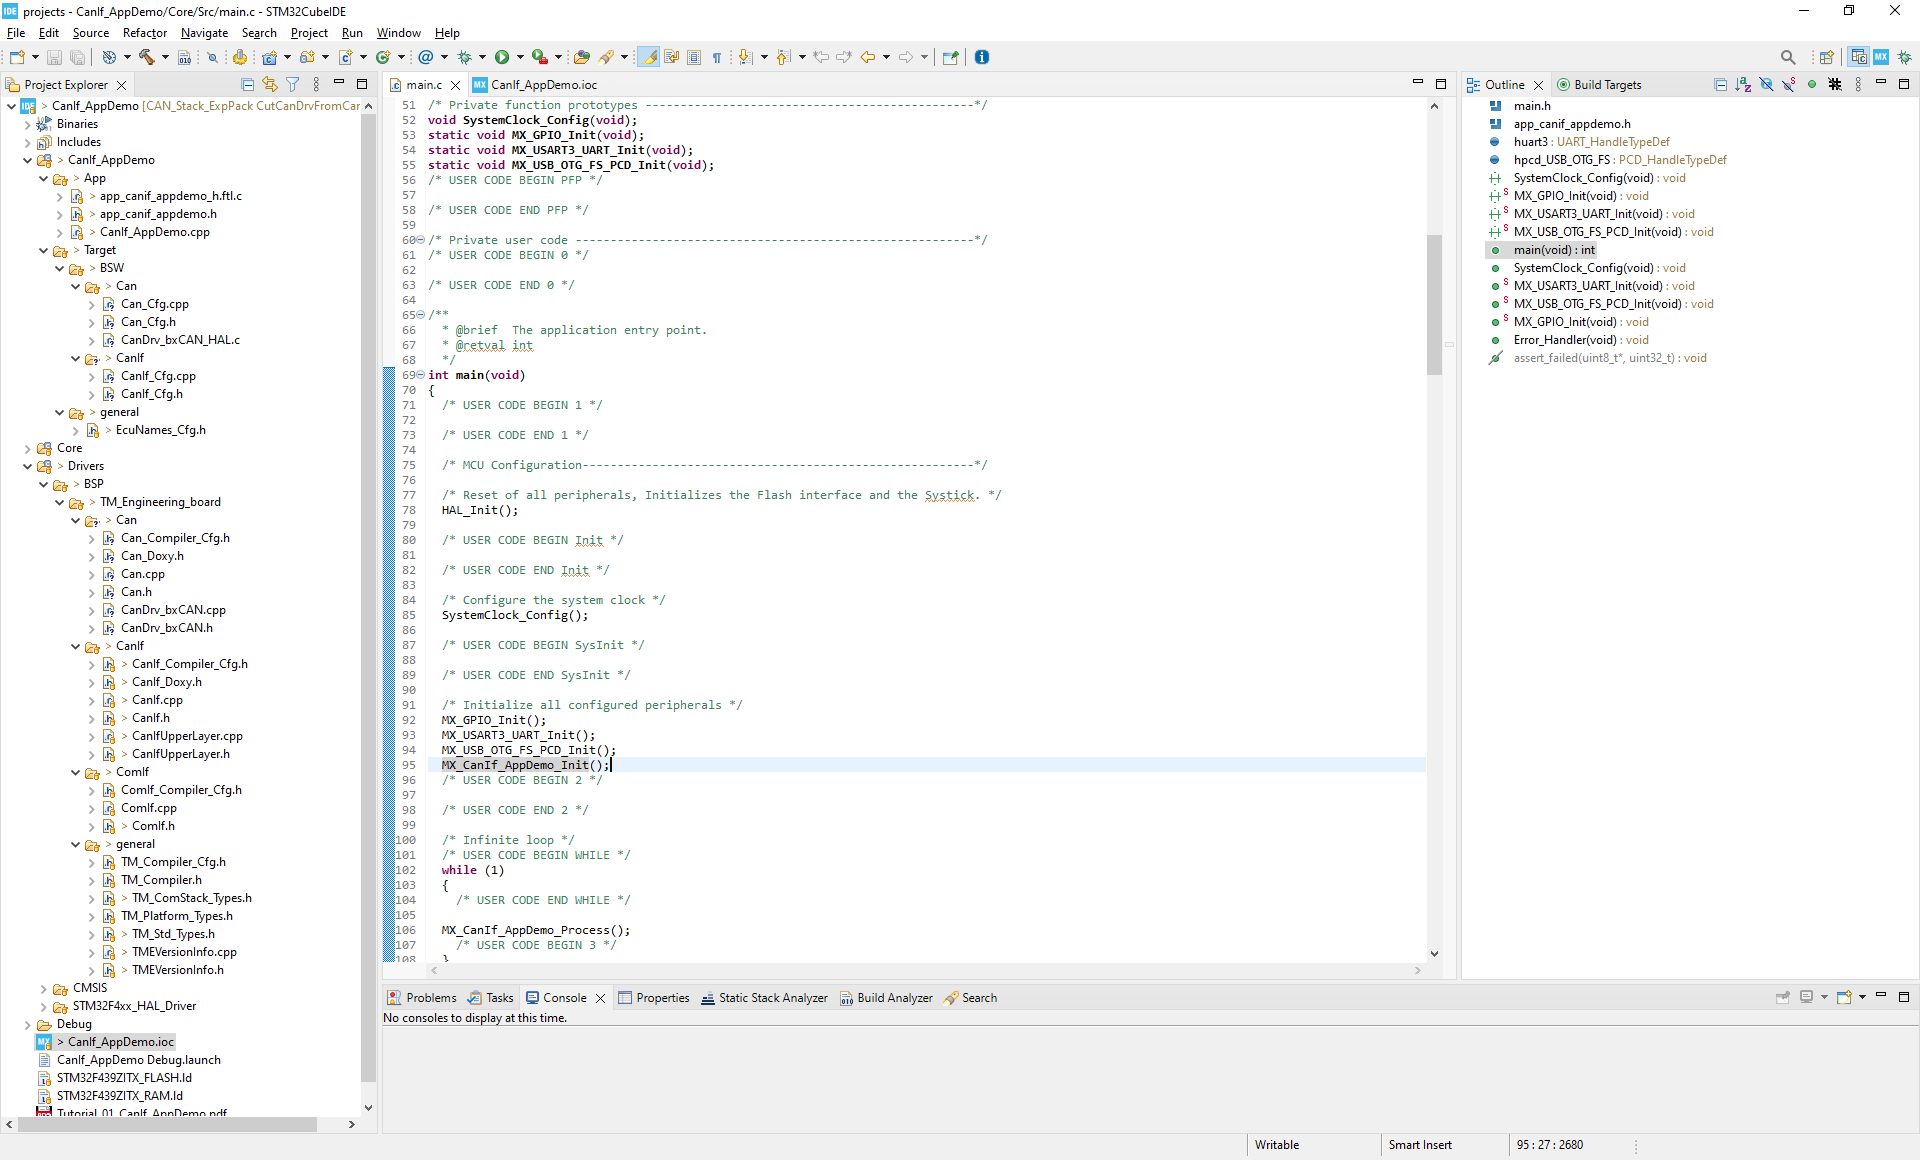 projects - CanIf_AppDemo/Core/Src/main.c - STM32CubeIDE
File Edit Source Refactor Navigate Search Project Run Window Help
Project Explorer
CanIf_AppDemo [CAN_Stack_ExpPack CutCanDrvFromCar
Binaries
Includes
> CanIf_AppDemo
> App
> app_canif_appdemo_h.ftl.c
> app_canif_appdemo.h
> CanIf_AppDemo.cpp
> Target
> BSW
> Can
Can_Cfg.cpp
Can_Cfg.h
CanDrv_bxCAN_HAL.c
> CanIf
CanIf_Cfg.cpp
CanIf_Cfg.h
> general
> EcuNames_Cfg.h
Core
> Drivers
> BSP
> TM_Engineering_board
> Can
Can_Compiler_Cfg.h
Can_Doxy.h
Can.cpp
Can.h
CanDrv_bxCAN.cpp
CanDrv_bxCAN.h
> CanIf
> CanIf_Compiler_Cfg.h
> CanIf_Doxy.h
> CanIf.cpp
> CanIf.h
> CanIfUpperLayer.cpp
> CanIfUpperLayer.h
> ComIf
ComIf_Compiler_Cfg.h
ComIf.cpp
> ComIf.h
> general
TM_Compiler_Cfg.h
TM_Compiler.h
> TM_ComStack_Types.h
TM_Platform_Types.h
> TM_Std_Types.h
> TMEVersionInfo.cpp
> TMEVersionInfo.h
CMSIS
STM32F4xx_HAL_Driver
Debug
> CanIf_AppDemo.ioc
CanIf_AppDemo Debug.launch
STM32F439ZITX_FLASH.ld
STM32F439ZITX_RAM.ld
Tutorial_01_CanIf_AppDemo.pdf
main.c CanIf_AppDemo.ioc
51 /* Private function prototypes -----------------------------------------------*/
52 void SystemClock_Config(void);
53 static void MX_GPIO_Init(void);
54 static void MX_USART3_UART_Init(void);
55 static void MX_USB_OTG_FS_PCD_Init(void);
56 /* USER CODE BEGIN PFP */
57
58 /* USER CODE END PFP */
59
60 /* Private user code ---------------------------------------------------------*/
61 /* USER CODE BEGIN 0 */
62
63 /* USER CODE END 0 */
64
65 /**
66 * @brief  The application entry point.
67 * @retval int
68 */
69 int main(void)
70 {
71 /* USER CODE BEGIN 1 */
72
73 /* USER CODE END 1 */
74
75 /* MCU Configuration--------------------------------------------------------*/
76
77 /* Reset of all peripherals, Initializes the Flash interface and the Systick. */
78 HAL_Init();
79
80 /* USER CODE BEGIN Init */
81
82 /* USER CODE END Init */
83
84 /* Configure the system clock */
85 SystemClock_Config();
86
87 /* USER CODE BEGIN SysInit */
88
89 /* USER CODE END SysInit */
90
91 /* Initialize all configured peripherals */
92 MX_GPIO_Init();
93 MX_USART3_UART_Init();
94 MX_USB_OTG_FS_PCD_Init();
95 MX_CanIf_AppDemo_Init();
96 /* USER CODE BEGIN 2 */
97
98 /* USER CODE END 2 */
99
100 /* Infinite loop */
101 /* USER CODE BEGIN WHILE */
102 while (1)
103 {
104 /* USER CODE END WHILE */
105
106 MX_CanIf_AppDemo_Process();
107 /* USER CODE BEGIN 3 */
108 }
Outline Build Targets
main.h
app_canif_appdemo.h
huart3 : UART_HandleTypeDef
hpcd_USB_OTG_FS : PCD_HandleTypeDef
SystemClock_Config(void) : void
MX_GPIO_Init(void) : void
MX_USART3_UART_Init(void) : void
MX_USB_OTG_FS_PCD_Init(void) : void
main(void) : int
SystemClock_Config(void) : void
MX_USART3_UART_Init(void) : void
MX_USB_OTG_FS_PCD_Init(void) : void
MX_GPIO_Init(void) : void
Error_Handler(void) : void
assert_failed(uint8_t*, uint32_t) : void
Problems Tasks Console Properties Static Stack Analyzer Build Analyzer Search
No consoles to display at this time.
Writable Smart Insert 95 : 27 : 2680